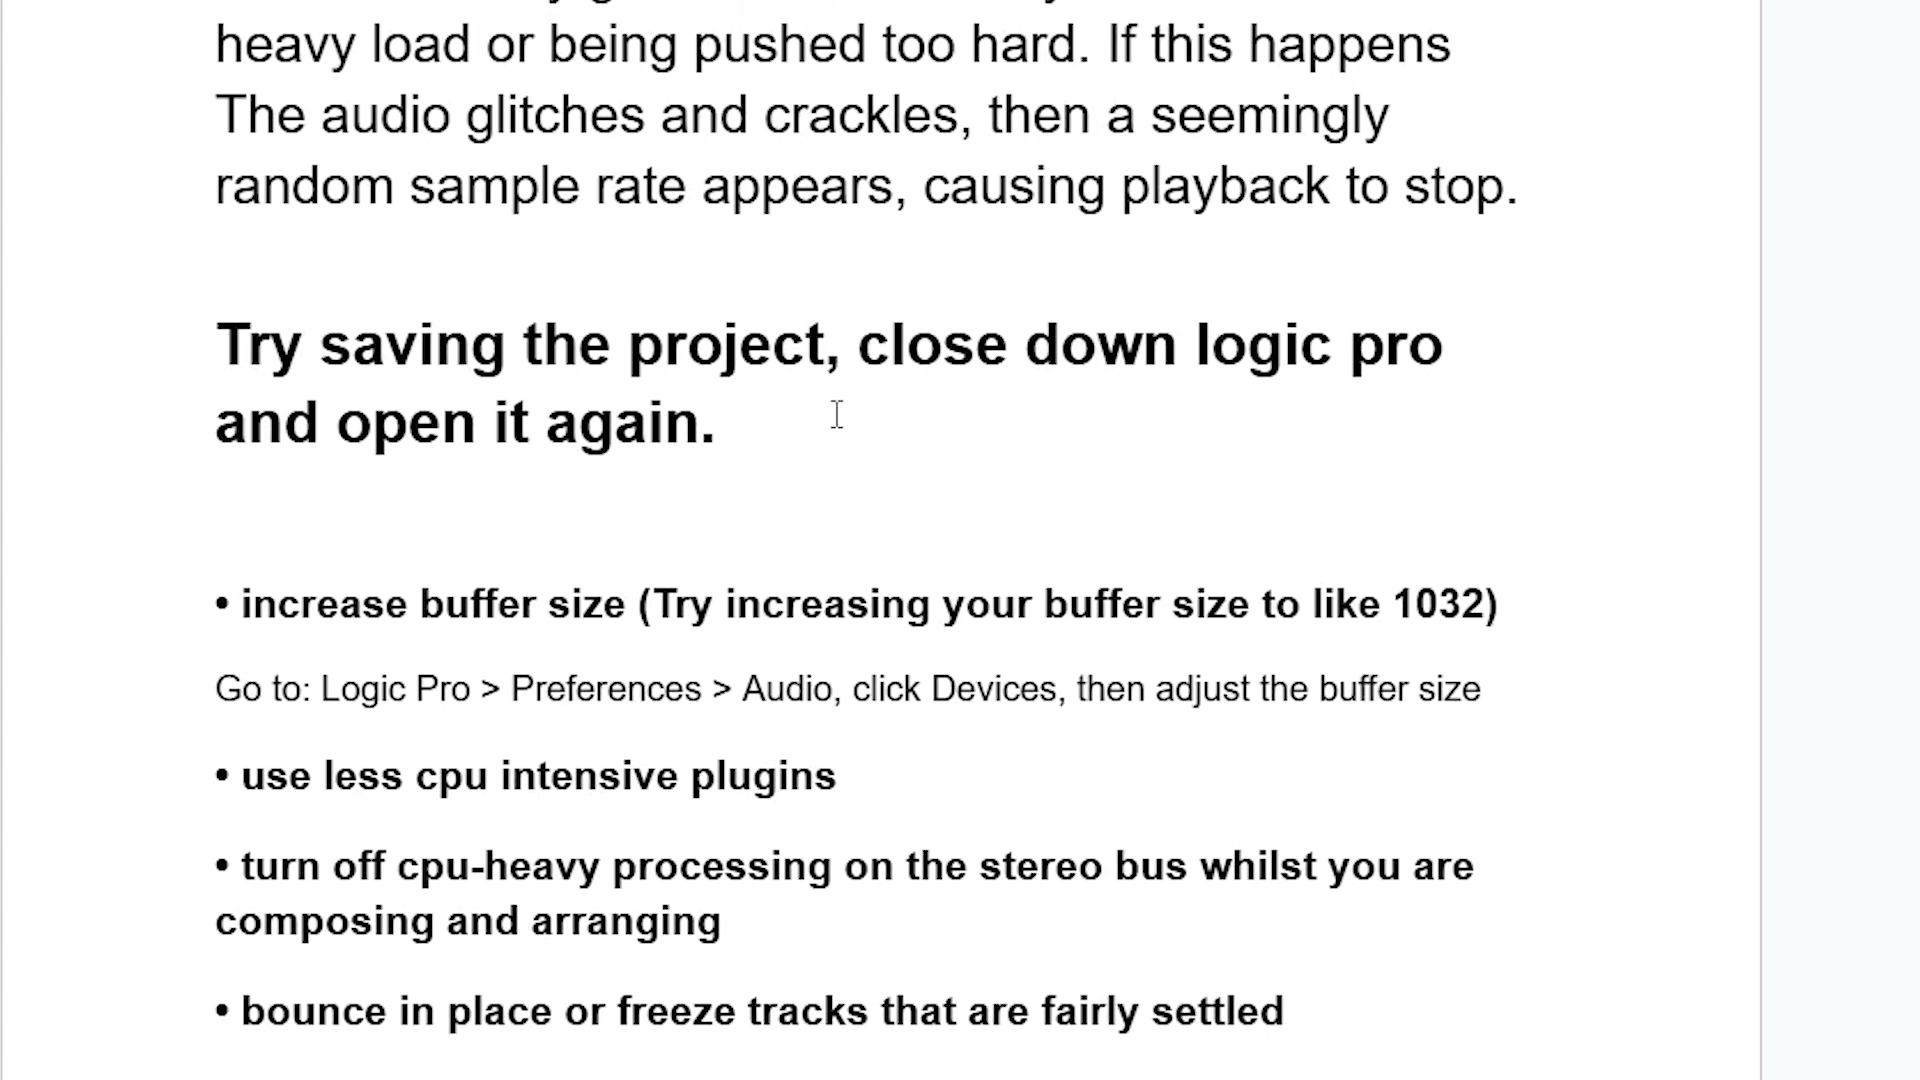 heavy load or being pushed too hard. If this happens
The audio glitches and crackles, then a seemingly
random sample rate appears, causing playback to stop.
Try saving the project, close down logic pro
and open it again.
• increase buffer size (Try increasing your buffer size to like 1032)
Go to: Logic Pro > Preferences > Audio, click Devices, then adjust the buffer size
• use less cpu intensive plugins
• turn off cpu-heavy processing on the stereo bus whilst you are
composing and arranging
• bounce in place or freeze tracks that are fairly settled